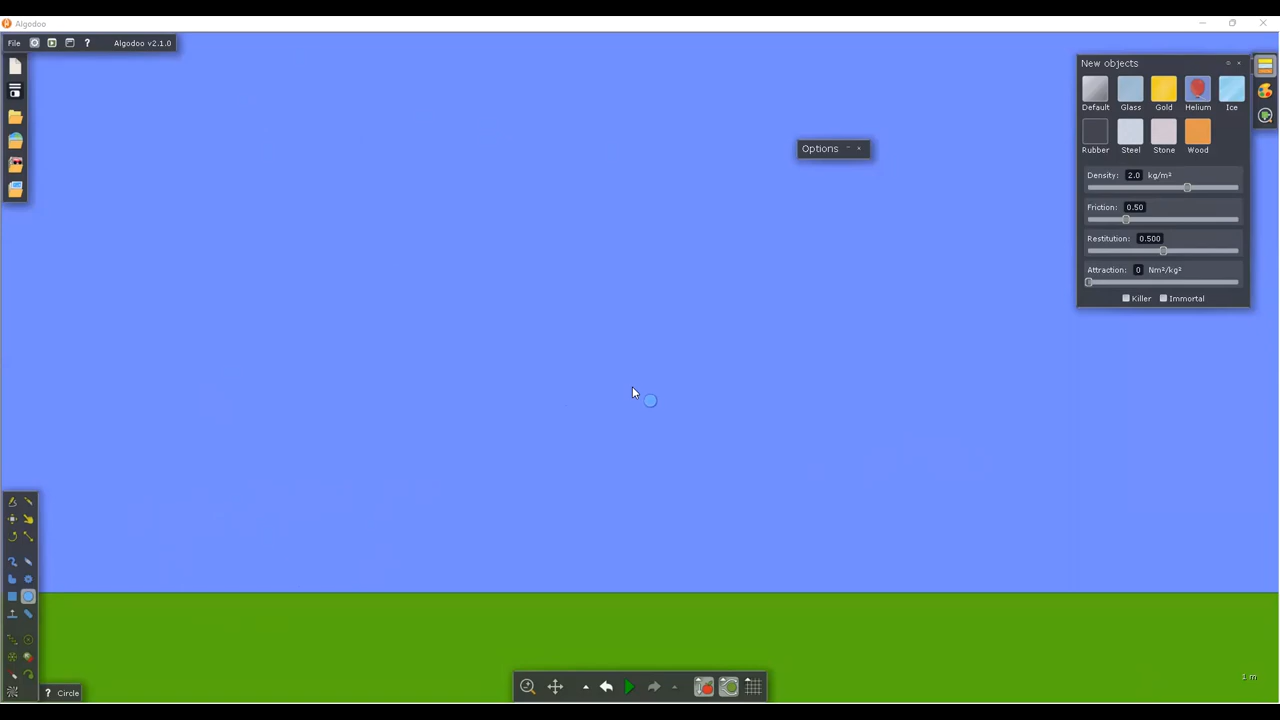 Algodoo
File ? Algodoo v2.1.0
New objects
Options
Default Glass Gold Helium Ice
Rubber Steel Stone Wood
Density: 2.0 kg/m²
Friction: 0.50
Restitution: 0.500
Attraction: 0 Nm²/kg²
Killer Immortal
1 m
? Circle